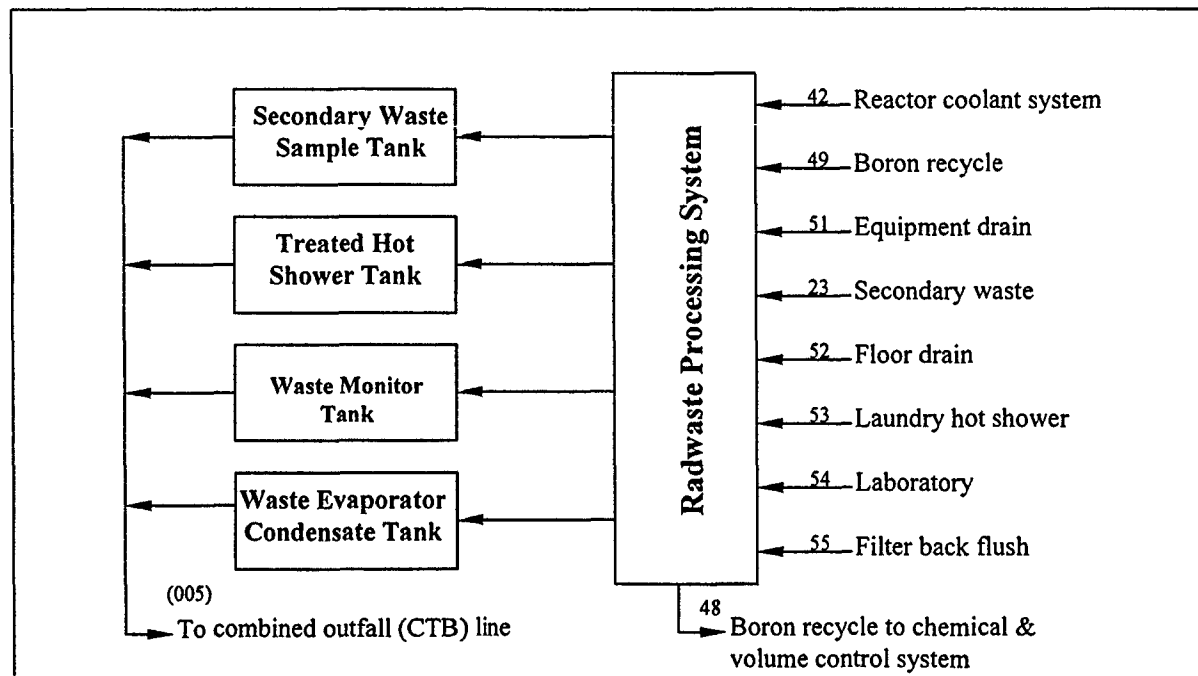 Secondary Waste
Sample Tank
Treated Hot
Shower Tank
Waste Monitor
Tank
Waste Evaporator
Condensate Tank
(005)
To combined outfall (CTB) line
Radwaste Processing System
42 Reactor coolant system
49 Boron recycle
51 Equipment drain
23 Secondary waste
52 Floor drain
53 Laundry hot shower
54 Laboratory
55 Filter back flush
48
Boron recycle to chemical &
volume control system